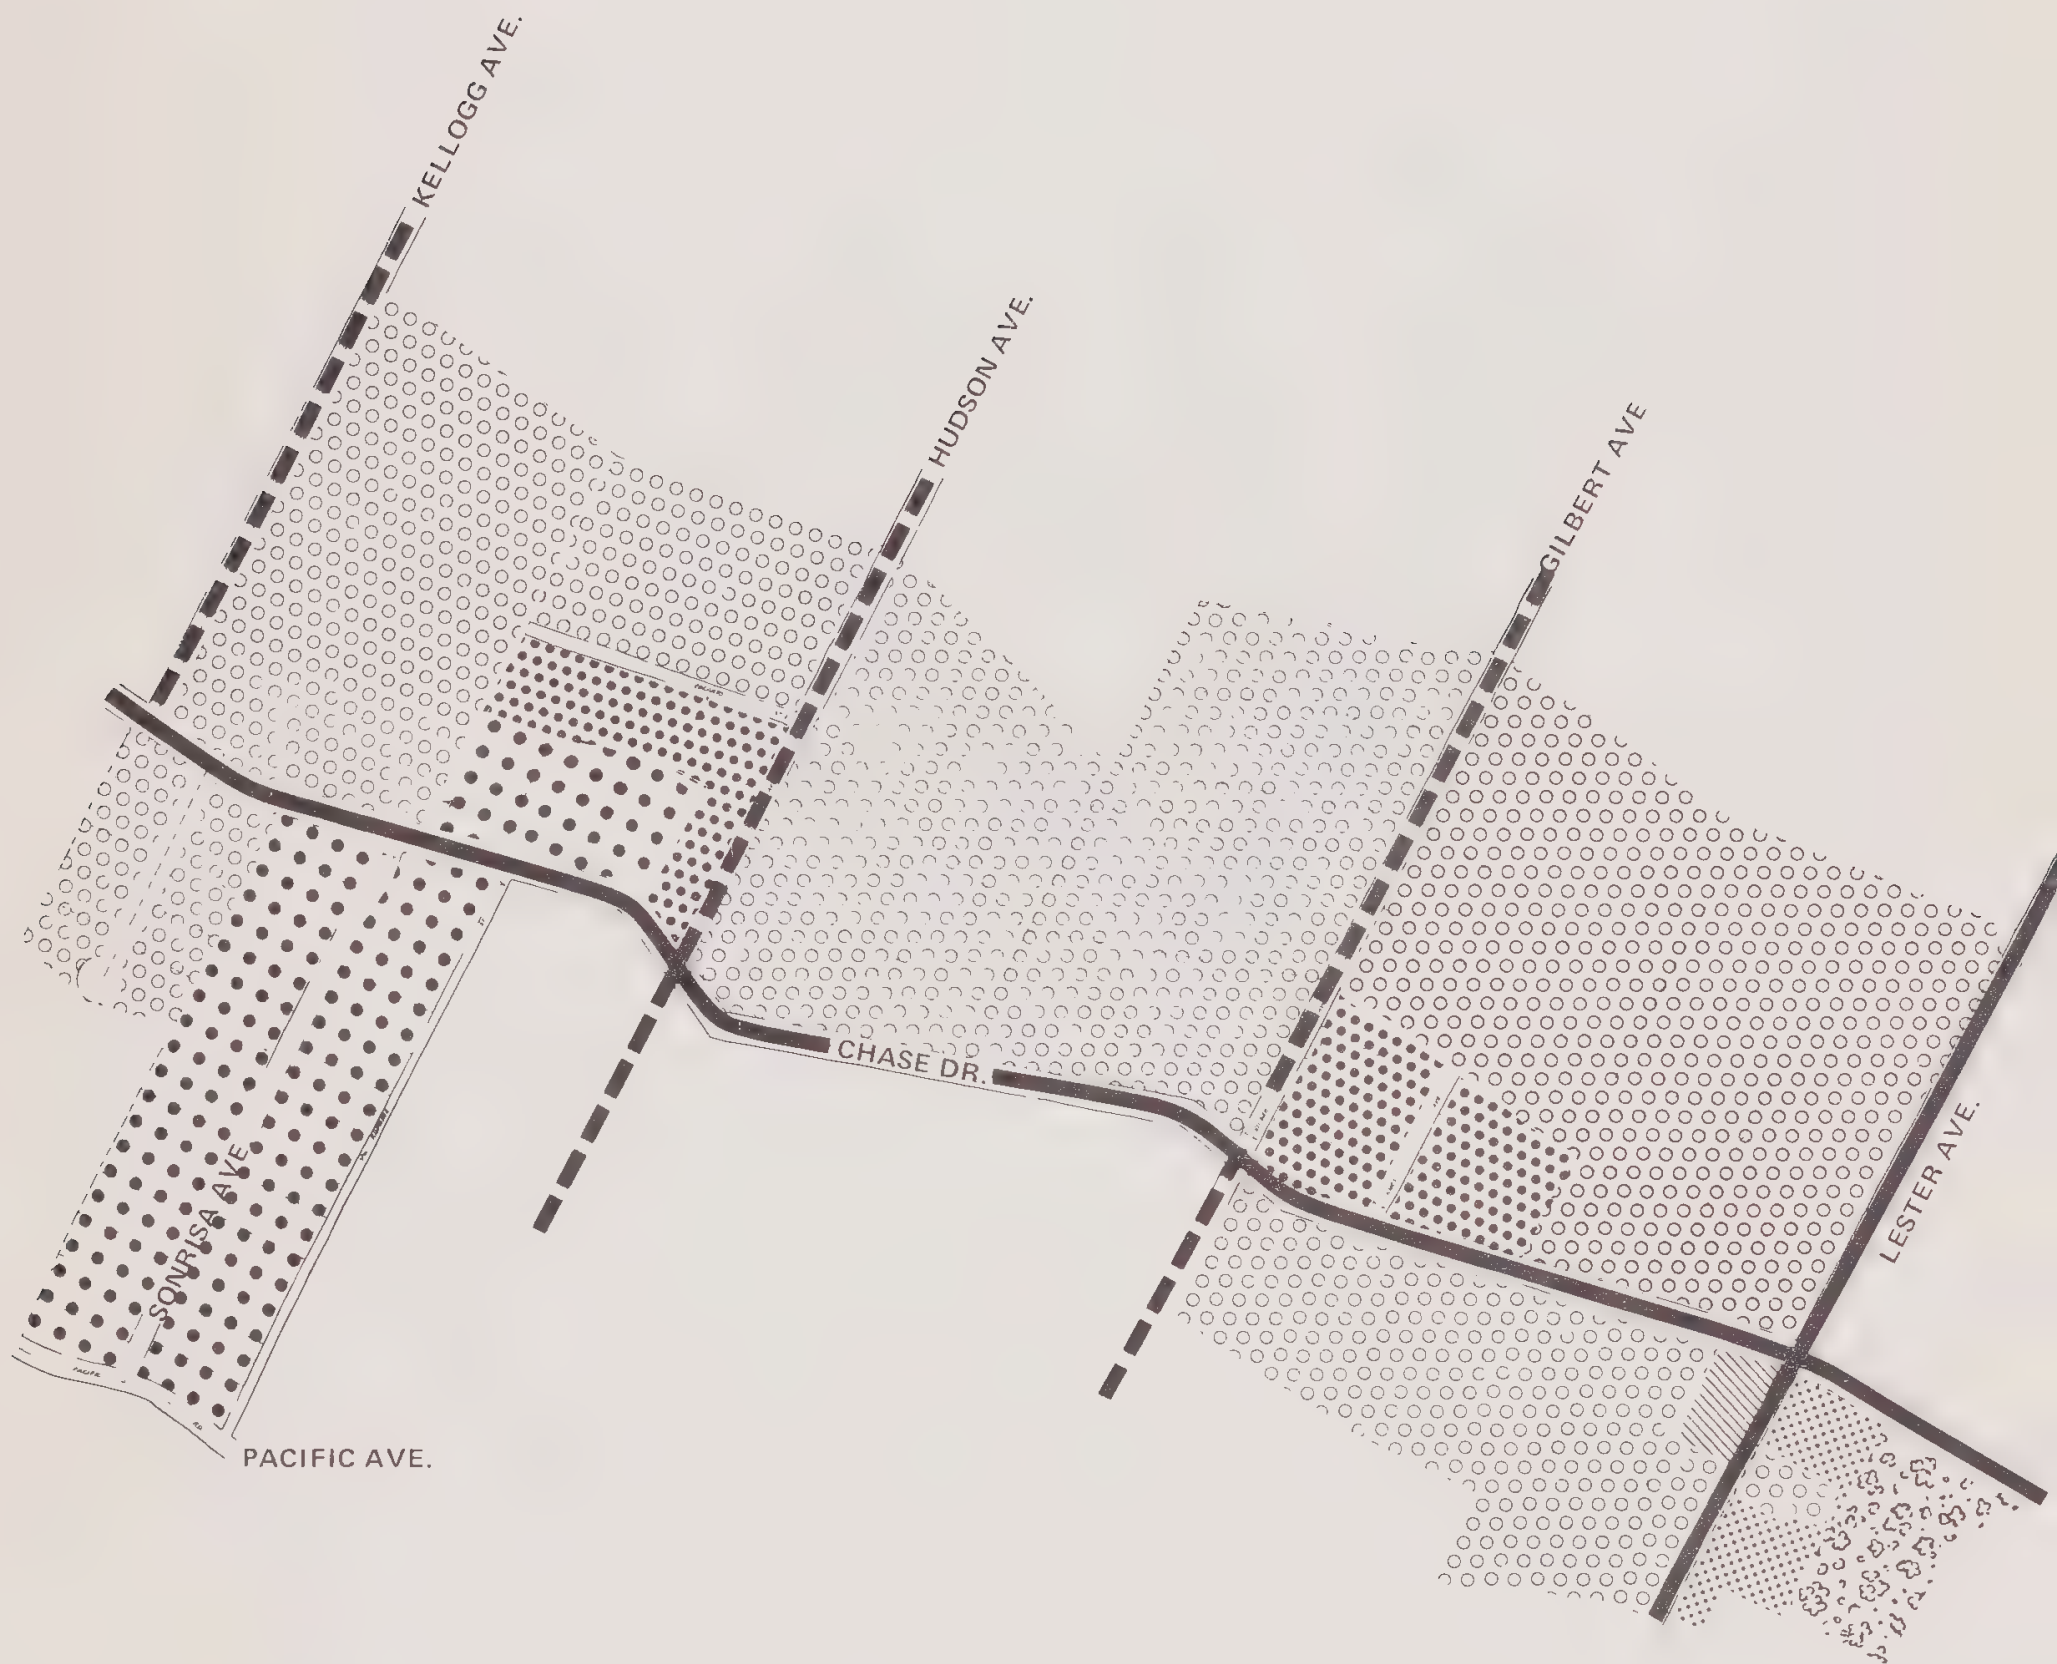 KELLOGG AVE.
HUDSON AVE.
GILBERT AVE
CHASE DR.
LESTER AVE.
SONRISA AVE
PACIFIC AVE.